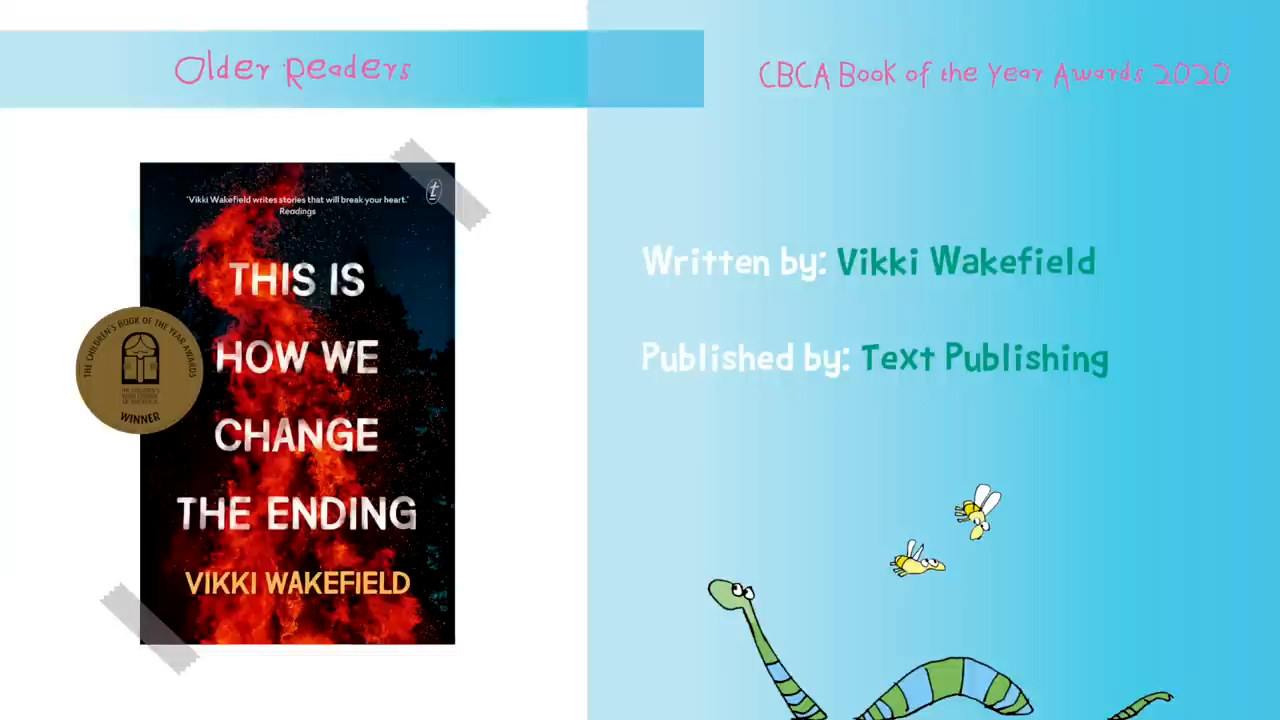 Older Readers
CBCA Book of the Year Awards 2020
'Vikki Wakefield writes stories that will break your heart.'
Readings
t
THIS IS
HOW WE
CHANGE
THE ENDING
VIKKI WAKEFIELD
THE CHILDREN'S BOOK OF THE YEAR AWARDS
WINNER
Written by: Vikki Wakefield
Published by: Text Publishing